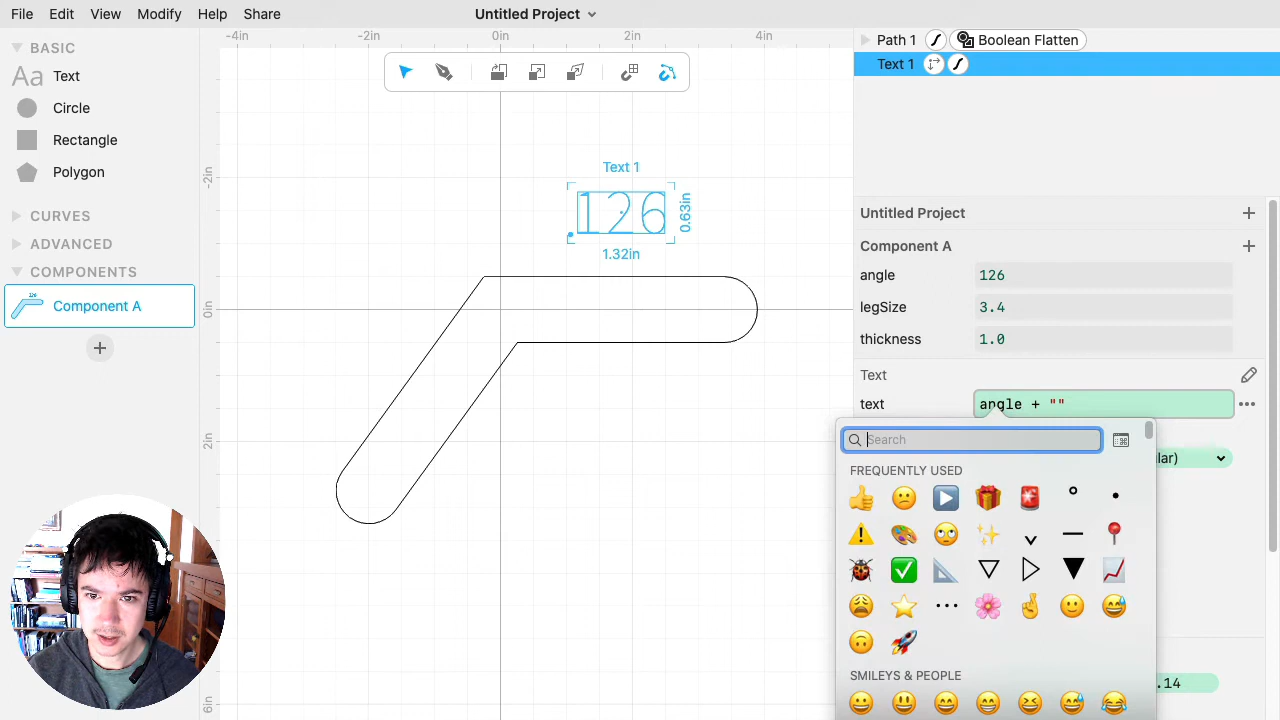 File Edit View Modify Help Share
Untitled Project
BASIC
Aa Text
Circle
Rectangle
Polygon
CURVES
ADVANCED
COMPONENTS
126
Component A
-4in -2in 0in 2in 4in
-2in
0in
2in
6in
Text 1
126
0.63in
1.32in
Path 1 Boolean Flatten
Text 1
Untitled Project
Component A
angle 126
legSize 3.4
thickness 1.0
Text
text angle + ""
lar)
.14
Search
FREQUENTLY USED
SMILEYS & PEOPLE